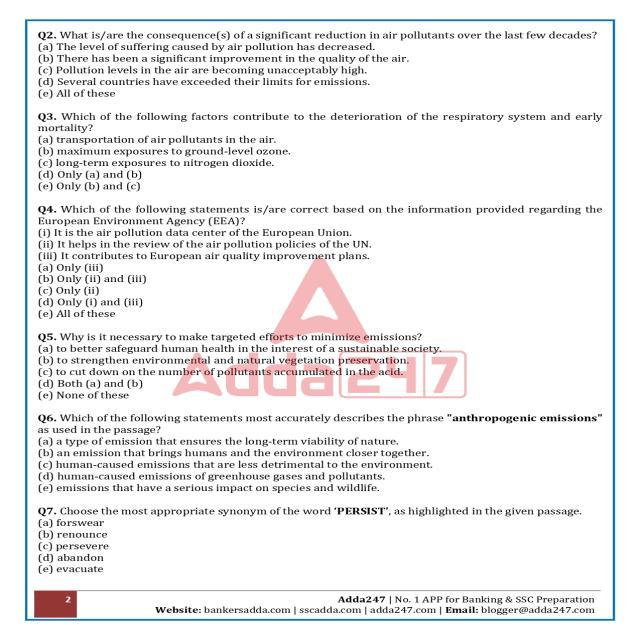 Q2. What is/are the consequence(s) of a significant reduction in air pollutants over the last few decades?
(a) The level of suffering caused by air pollution has decreased.
(b) There has been a significant improvement in the quality of the air.
(c) Pollution levels in the air are becoming unacceptably high.
(d) Several countries have exceeded their limits for emissions.
(e) All of these
Q3. Which of the following factors contribute to the deterioration of the respiratory system and early
mortality?
(a) transportation of air pollutants in the air.
(b) maximum exposures to ground-level ozone.
(c) long-term exposures to nitrogen dioxide.
(d) Only (a) and (b)
(e) Only (b) and (c)
Q4. Which of the following statements is/are correct based on the information provided regarding the
European Environment Agency (EEA)?
(i) It is the air pollution data center of the European Union.
(ii) It helps in the review of the air pollution policies of the UN.
(iii) It contributes to European air quality improvement plans.
(a) Only (iii)
(b) Only (ii) and (iii)
(c) Only (ii)
(d) Only (i) and (iii)
(e) All of these
Q5. Why is it necessary to make targeted efforts to minimize emissions?
(a) to better safeguard human health in the interest of a sustainable society.
(b) to strengthen environmental and natural vegetation preservation.
(c) to cut down on the number of pollutants accumulated in the acid.
(d) Both (a) and (b)
(e) None of these
Adda247
Q6. Which of the following statements most accurately describes the phrase "anthropogenic emissions"
as used in the passage?
(a) a type of emission that ensures the long-term viability of nature.
(b) an emission that brings humans and the environment closer together.
(c) human-caused emissions that are less detrimental to the environment.
(d) human-caused emissions of greenhouse gases and pollutants.
(e) emissions that have a serious impact on species and wildlife.
Q7. Choose the most appropriate synonym of the word 'PERSIST', as highlighted in the given passage.
(a) forswear
(b) renounce
(c) persevere
(d) abandon
(e) evacuate
2 Adda247 | No. 1 APP for Banking & SSC Preparation
Website: bankersadda.com | sscadda.com | adda247.com | Email: blogger@adda247.com